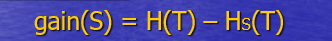 gain(S) = H(T) – Hs(T)